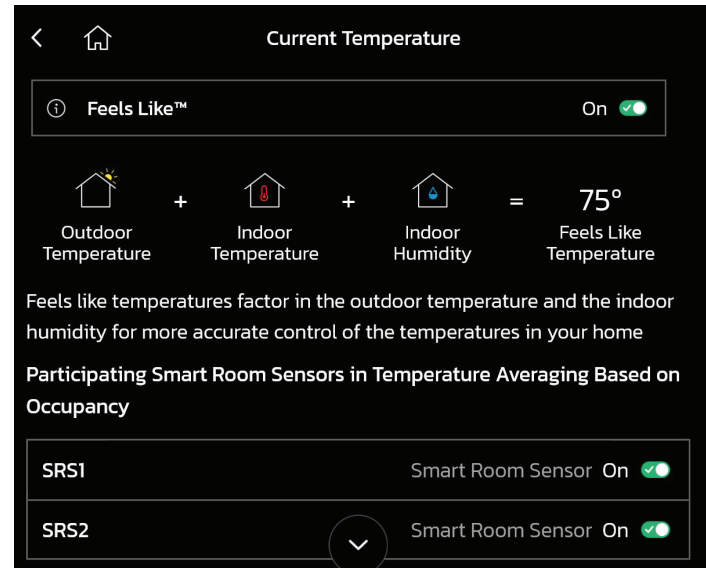 Current Temperature
Feels Like™ On
+ + = 75°
Outdoor Temperature Indoor Temperature Indoor Humidity Feels Like Temperature
Feels like temperatures factor in the outdoor temperature and the indoor
humidity for more accurate control of the temperatures in your home
Participating Smart Room Sensors in Temperature Averaging Based on
Occupancy
SRS1 Smart Room Sensor On
SRS2 Smart Room Sensor On